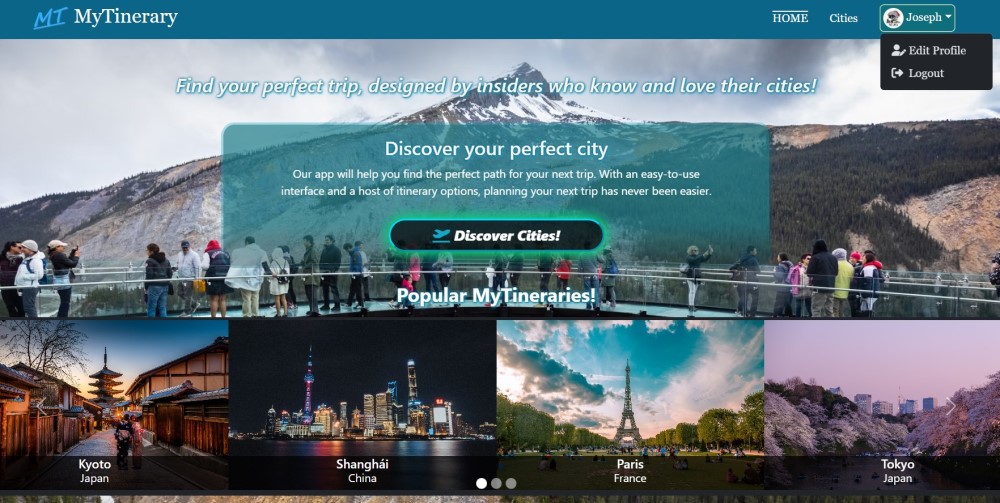 MT MyTinerary
HOME Cities Joseph
Edit Profile
Logout
Find your perfect trip, designed by insiders who know and love their cities!
Discover your perfect city
Our app will help you find the perfect path for your next trip. With an easy-to-use
interface and a host of itinerary options, planning your next trip has never been easier.
Discover Cities!
Popular MyTineraries!
Kyoto
Japan
Shanghái
China
Paris
France
Tokyo
Japan